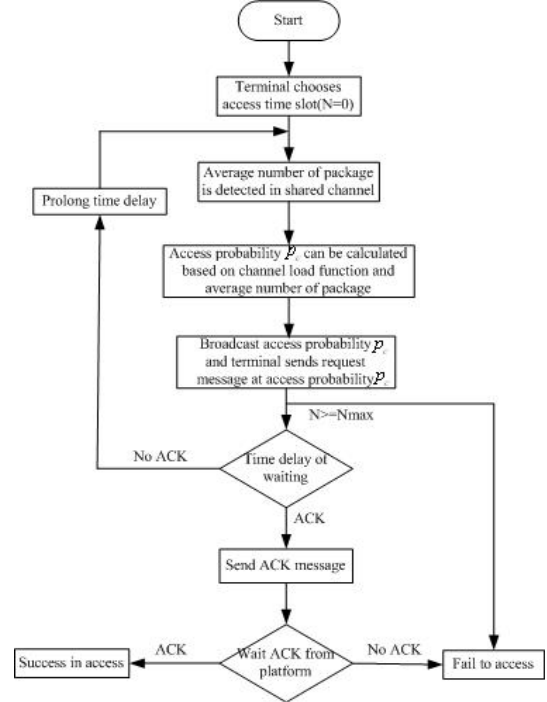 Start
Terminal chooses
access time slot(N=0)
Average number of package
is detected in shared channel
Prolong time delay
Access probability p_c can be calculated
based on channel load function and
average number of package
Broadcast access probability p_c
and terminal sends request
message at access probability p_c
N>=Nmax
No ACK
Time delay of
waiting
ACK
Send ACK message
ACK
Wait ACK from
platform
No ACK
Success in access
Fail to access